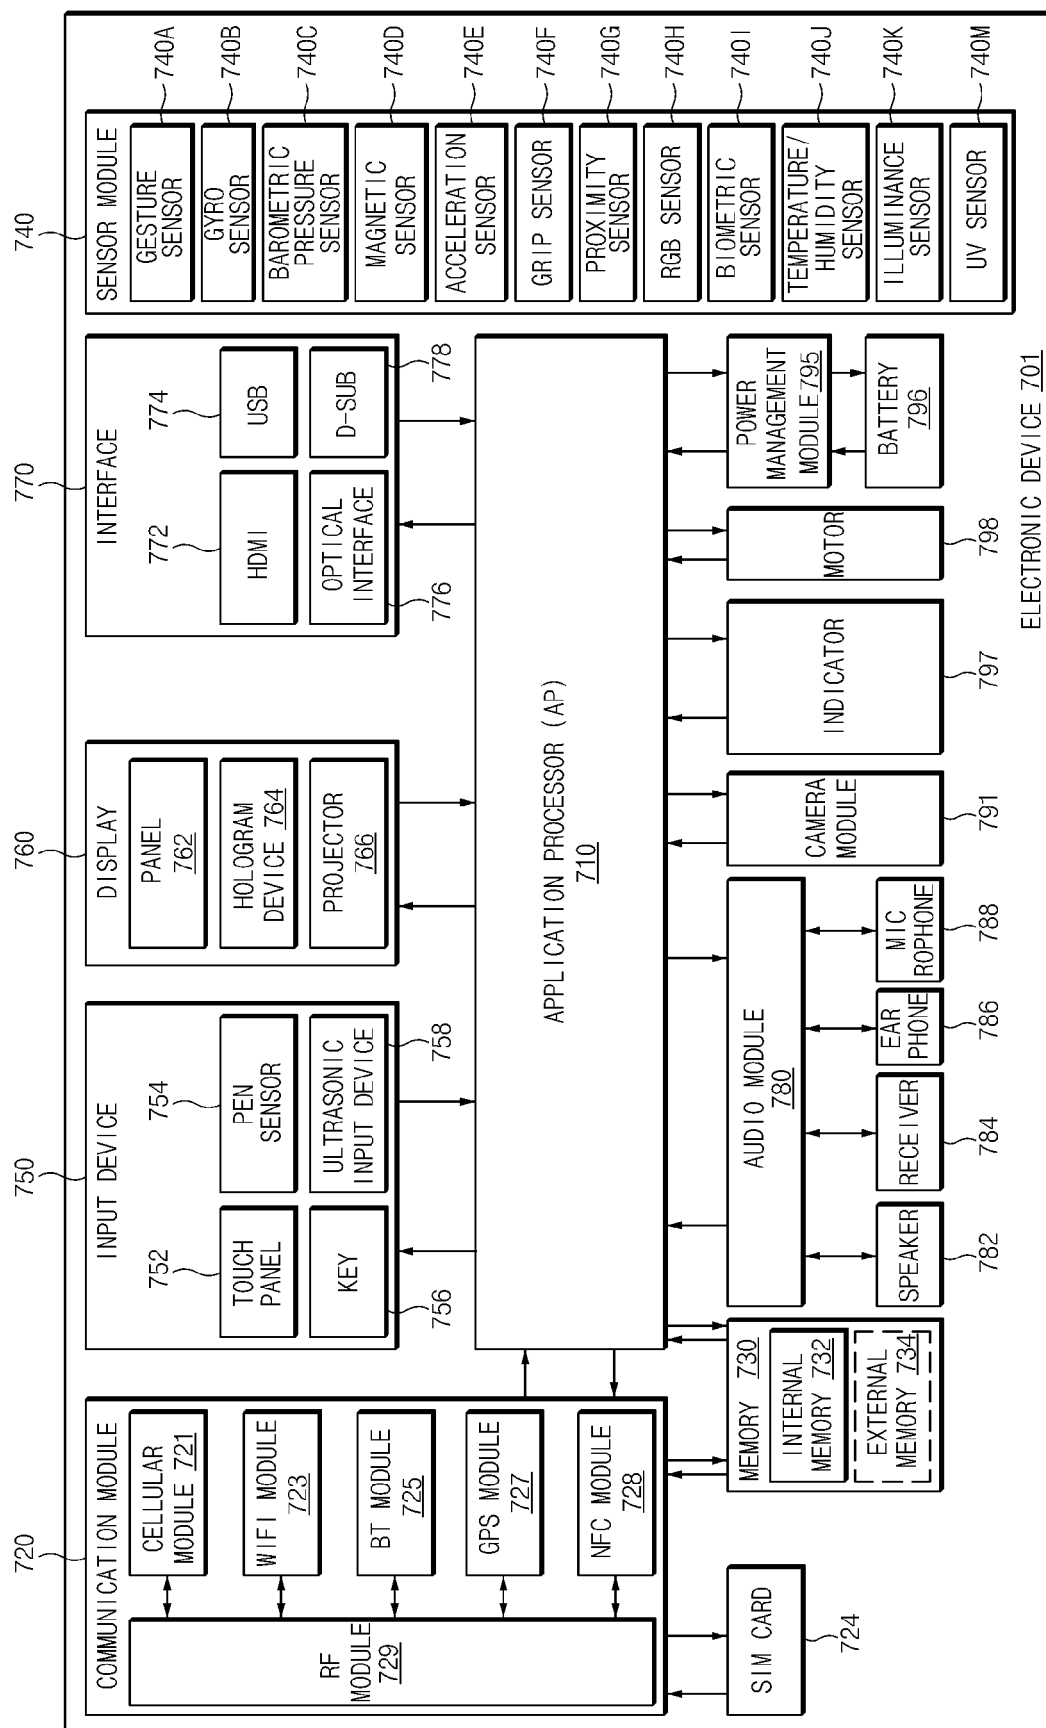 ELECTRONIC DEVICE 701
720
COMMUNICATION MODULE
CELLULAR
MODULE 721
WIFI MODULE
723
BT MODULE
725
GPS MODULE
727
NFC MODULE
728
RF
MODULE
729
SIM CARD
724
750
INPUT DEVICE
752
TOUCH
PANEL
754
PEN
SENSOR
KEY
756
ULTRASONIC
INPUT DEVICE
758
760
DISPLAY
PANEL
762
HOLOGRAM
DEVICE 764
PROJECTOR
766
770
INTERFACE
772
HDMI
774
USB
OPTICAL
INTERFACE
776
D-SUB
778
740
SENSOR MODULE
GESTURE
SENSOR
740A
GYRO
SENSOR
740B
BAROMETRIC
PRESSURE
SENSOR
740C
MAGNETIC
SENSOR
740D
ACCELERATION
SENSOR
740E
GRIP SENSOR
740F
PROXIMITY
SENSOR
740G
RGB SENSOR
740H
BIOMETRIC
SENSOR
740I
TEMPERATURE/
HUMIDITY
SENSOR
740J
ILLUMINANCE
SENSOR
740K
UV SENSOR
740M
APPLICATION PROCESSOR (AP)
710
MEMORY 730
INTERNAL
MEMORY 732
EXTERNAL
MEMORY 734
AUDIO MODULE
780
SPEAKER
782
RECEIVER
784
EAR
PHONE
786
MIC
ROPHONE
788
CAMERA
MODULE
791
INDICATOR
797
MOTOR
798
POWER
MANAGEMENT
MODULE 795
BATTERY
796